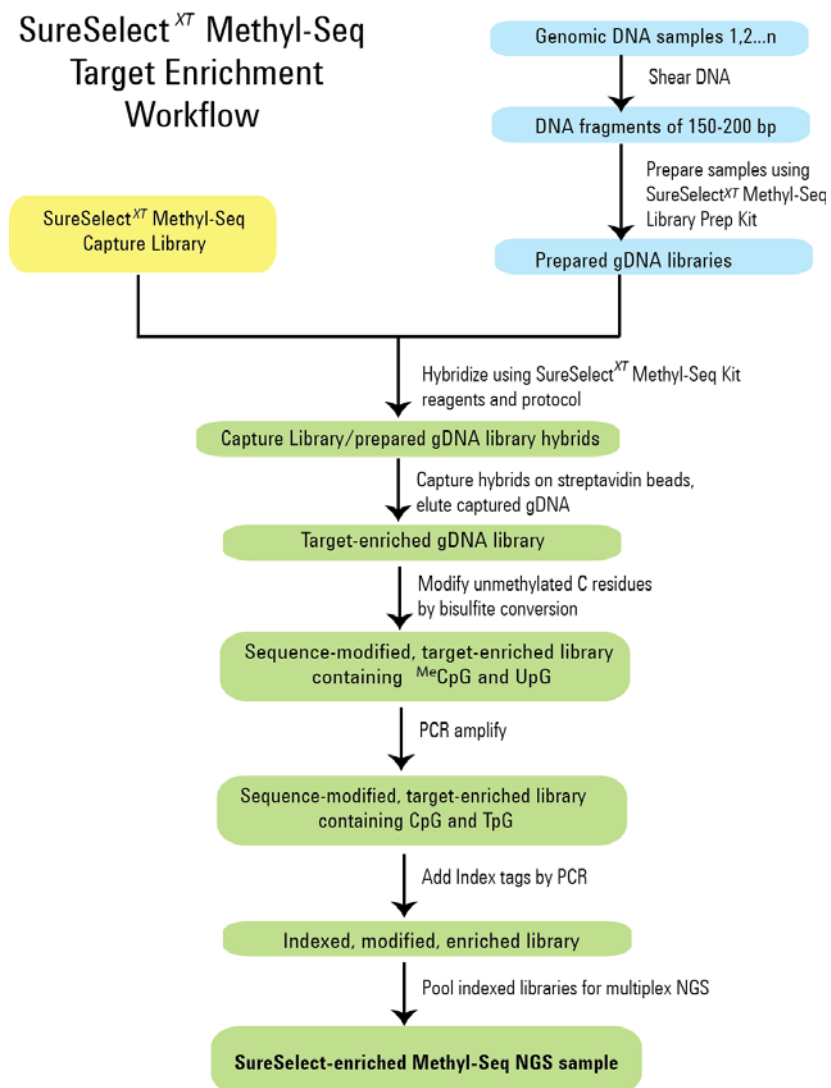 SureSelect^XT Methyl-Seq
Target Enrichment
Workflow
Genomic DNA samples 1,2...n
Shear DNA
DNA fragments of 150-200 bp
Prepare samples using
SureSelect^XT Methyl-Seq
Library Prep Kit
SureSelect^XT Methyl-Seq
Capture Library
Prepared gDNA libraries
Hybridize using SureSelect^XT Methyl-Seq Kit
reagents and protocol
Capture Library/prepared gDNA library hybrids
Capture hybrids on streptavidin beads,
elute captured gDNA
Target-enriched gDNA library
Modify unmethylated C residues
by bisulfite conversion
Sequence-modified, target-enriched library
containing ^MeCpG and UpG
PCR amplify
Sequence-modified, target-enriched library
containing CpG and TpG
Add Index tags by PCR
Indexed, modified, enriched library
Pool indexed libraries for multiplex NGS
SureSelect-enriched Methyl-Seq NGS sample